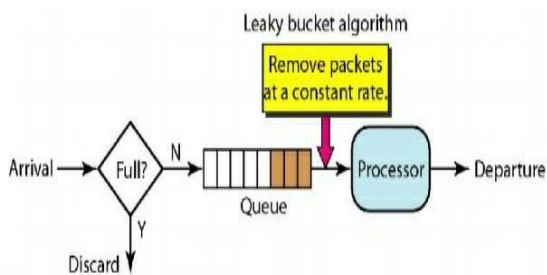 Leaky bucket algorithm
Remove packets
at a constant rate.
Arrival
Full?
N
Queue
Processor
Departure
Y
Discard